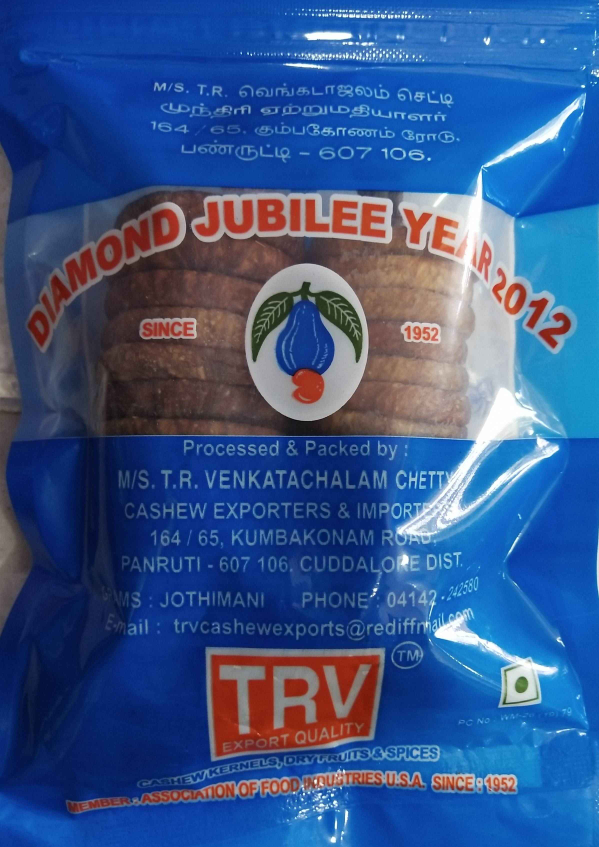 M/S. T.R. வெங்கடாஜலம் செட்டி
முந்திரி ஏற்றுமதியாளர்
164 / 65. கும்பகோணம் ரோடு.
பண்ருட்டி - 607 106.
DIAMOND JUBILEE YEAR 2012
SINCE 1952
Processed & Packed by :
M/S. T.R. VENKATACHALAM CHETTY
CASHEW EXPORTERS &
164 / 65, KUMBAKONAM ROAD,
PANRUTI - 607 106. CUDDALORE DIST.
: JOTHIMANI PHONE : 04142 - 242580
E-mail : trvcashewexports@rediffmail.com
TRV TM
EXPORT QUALITY
PC No :
CASHEW KERNELS, DRY FRUITS & SPICES
MEMBER : ASSOCIATION OF FOOD INDUSTRIES U.S.A. SINCE : 1952